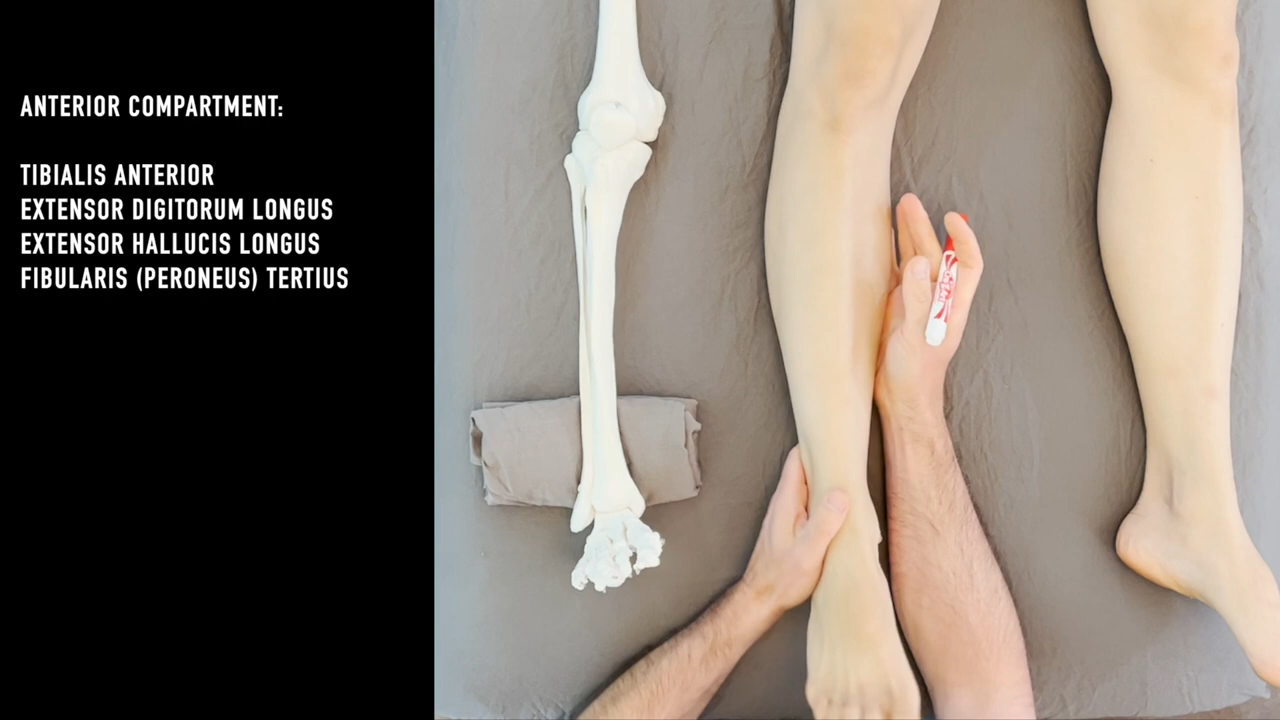 ANTERIOR COMPARTMENT:
TIBIALIS ANTERIOR
EXTENSOR DIGITORUM LONGUS
EXTENSOR HALLUCIS LONGUS
FIBULARIS (PERONEUS) TERTIUS